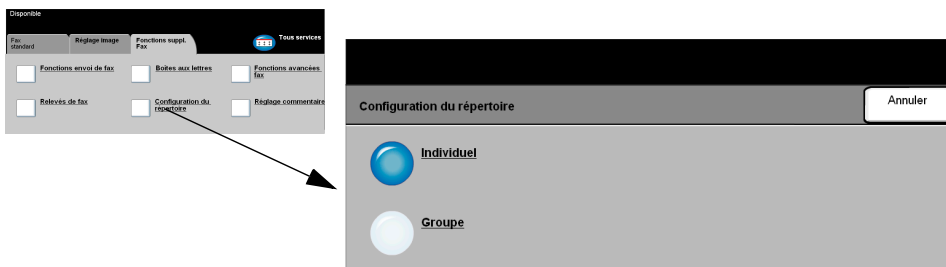 Disponible
Fax
standard
Réglage image
Fonctions suppl.
Fax
Tous services
Fonctions envoi de fax
Boîtes aux lettres
Fonctions avancées
fax
Relevés de fax
Configuration du
répertoire
Réglage commentaire
Configuration du répertoire
Annuler
Individuel
Groupe